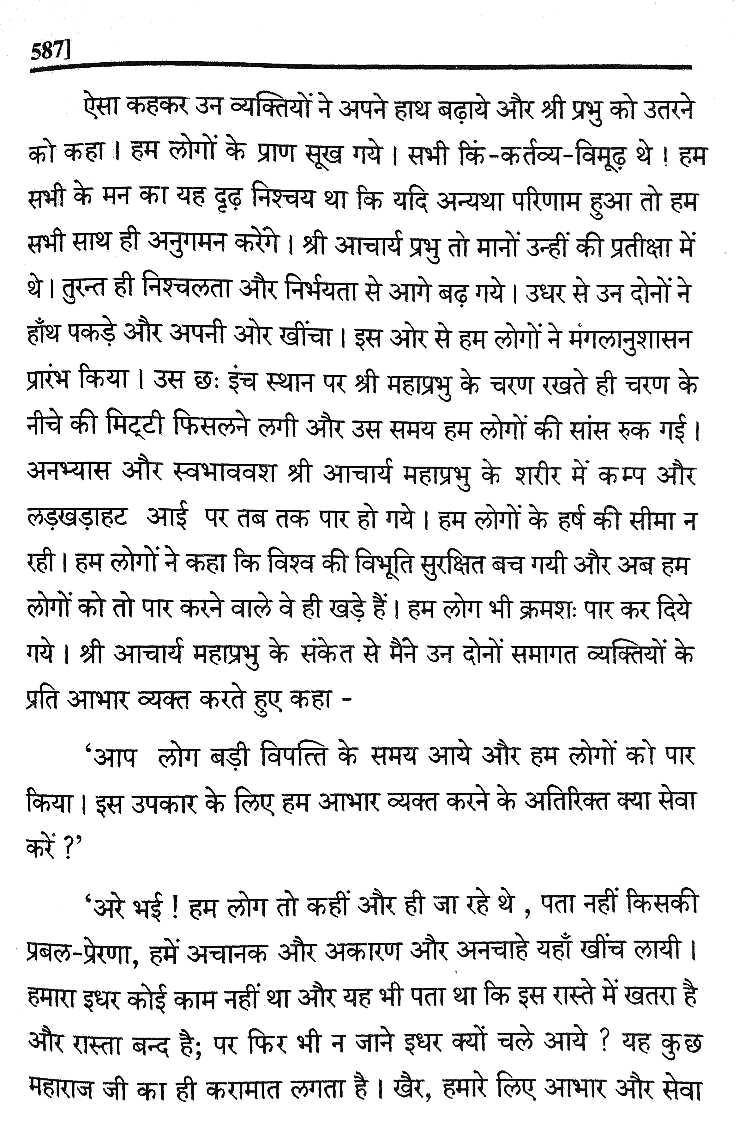 587]
ऐसा कहकर उन व्यक्तियों ने अपने हाथ बढ़ाये और श्री प्रभु को उतरने
को कहा । हम लोगों के प्राण सूख गये । सभी किं-कर्तव्य-विमूढ़ थे ! हम
सभी के मन का यह दृढ़ निश्चय था कि यदि अन्यथा परिणाम हुआ तो हम
सभी साथ ही अनुगमन करेंगे । श्री आचार्य प्रभु तो मानों उन्हीं की प्रतीक्षा में
थे । तुरन्त ही निश्चलता और निर्भयता से आगे बढ़ गये । उधर से उन दोनों ने
हाँथ पकड़े और अपनी ओर खींचा । इस ओर से हम लोगों ने मंगलानुशासन
प्रारंभ किया । उस छः इंच स्थान पर श्री महाप्रभु के चरण रखते ही चरण के
नीचे की मिट्टी फिसलने लगी और उस समय हम लोगों की सांस रुक गई ।
अनभ्यास और स्वभाववश श्री आचार्य महाप्रभु के शरीर में कम्प और
लड़खड़ाहट आई पर तब तक पार हो गये । हम लोगों के हर्ष की सीमा न
रही । हम लोगों ने कहा कि विश्व की विभूति सुरक्षित बच गयी और अब हम
लोगों को तो पार करने वाले वे ही खड़े हैं । हम लोग भी क्रमशः पार कर दिये
गये । श्री आचार्य महाप्रभु के संकेत से मैंने उन दोनों समागत व्यक्तियों के
प्रति आभार व्यक्त करते हुए कहा -
‘आप लोग बड़ी विपत्ति के समय आये और हम लोगों को पार
किया । इस उपकार के लिए हम आभार व्यक्त करने के अतिरिक्त क्या सेवा
करें ?’
‘अरे भई ! हम लोग तो कहीं और ही जा रहे थे , पता नहीं किसकी
प्रबल-प्रेरणा, हमें अचानक और अकारण और अनचाहे यहाँ खींच लायी ।
हमारा इधर कोई काम नहीं था और यह भी पता था कि इस रास्ते में खतरा है
और रास्ता बन्द है; पर फिर भी न जाने इधर क्यों चले आये ? यह कुछ
महाराज जी का ही करामात लगता है । खैर, हमारे लिए आभार और सेवा